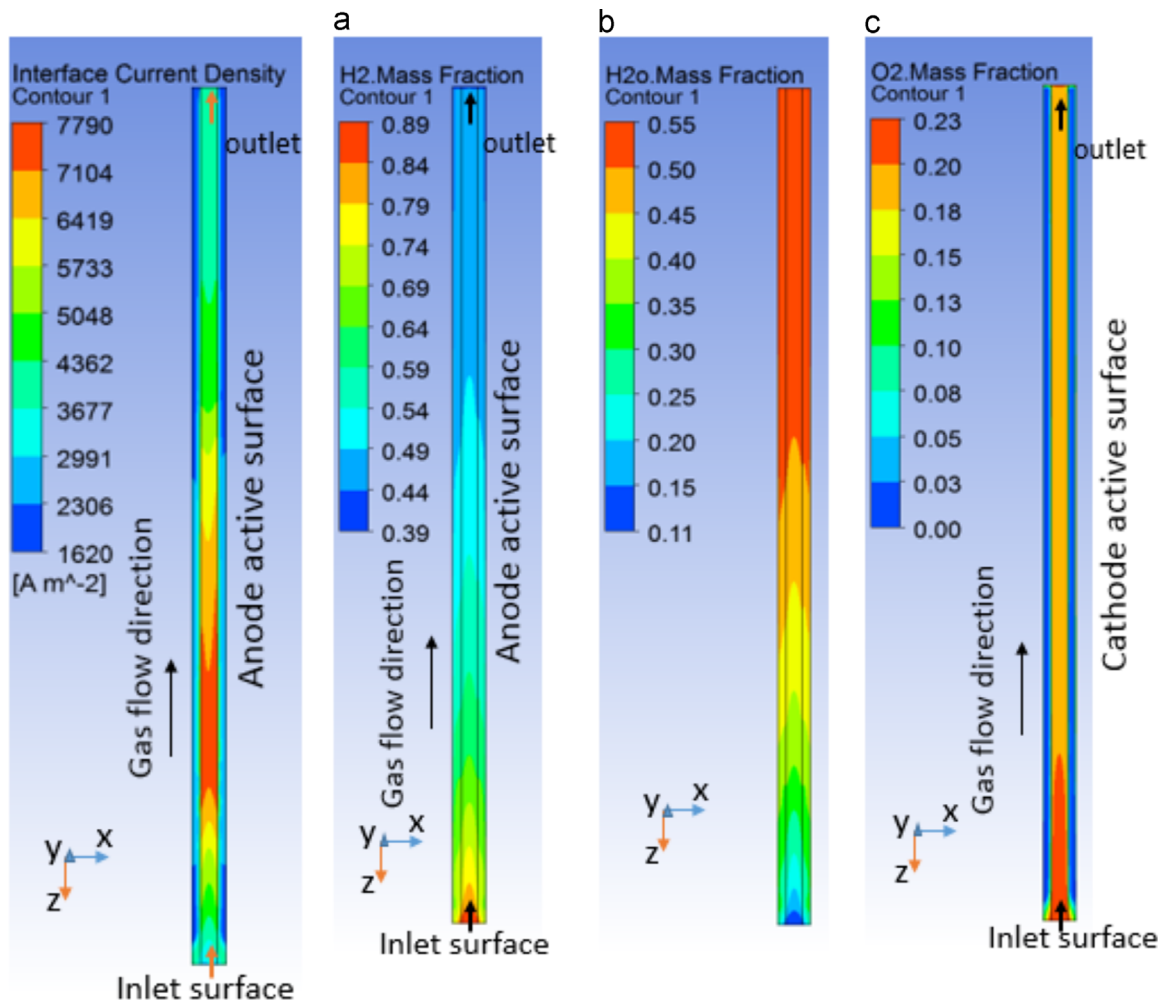 Interface Current Density
Contour 1
7790
7104
6419
5733
5048
4362
3677
2991
2306
1620
[A m^-2]
outlet
Anode active surface
Gas flow direction
y
x
z
Inlet surface
a
H2.Mass Fraction
Contour 1
0.89
0.84
0.79
0.74
0.69
0.64
0.59
0.54
0.49
0.44
0.39
outlet
Anode active surface
Gas flow direction
y
x
z
Inlet surface
b
H2o.Mass Fraction
Contour 1
0.55
0.50
0.45
0.40
0.35
0.30
0.25
0.20
0.15
0.11
y
x
z
c
O2.Mass Fraction
Contour 1
0.23
0.20
0.18
0.15
0.13
0.10
0.08
0.05
0.03
0.00
outlet
Cathode active surface
Gas flow direction
y
x
z
Inlet surface